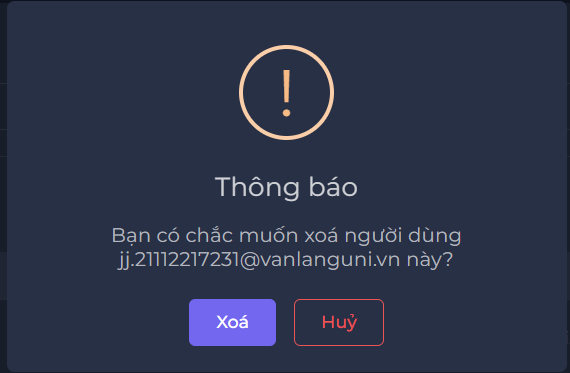 Thông báo
Bạn có chắc muốn xoá người dùng
jj.21112217231@vanlanguni.vn này?
Xoá
Huỷ